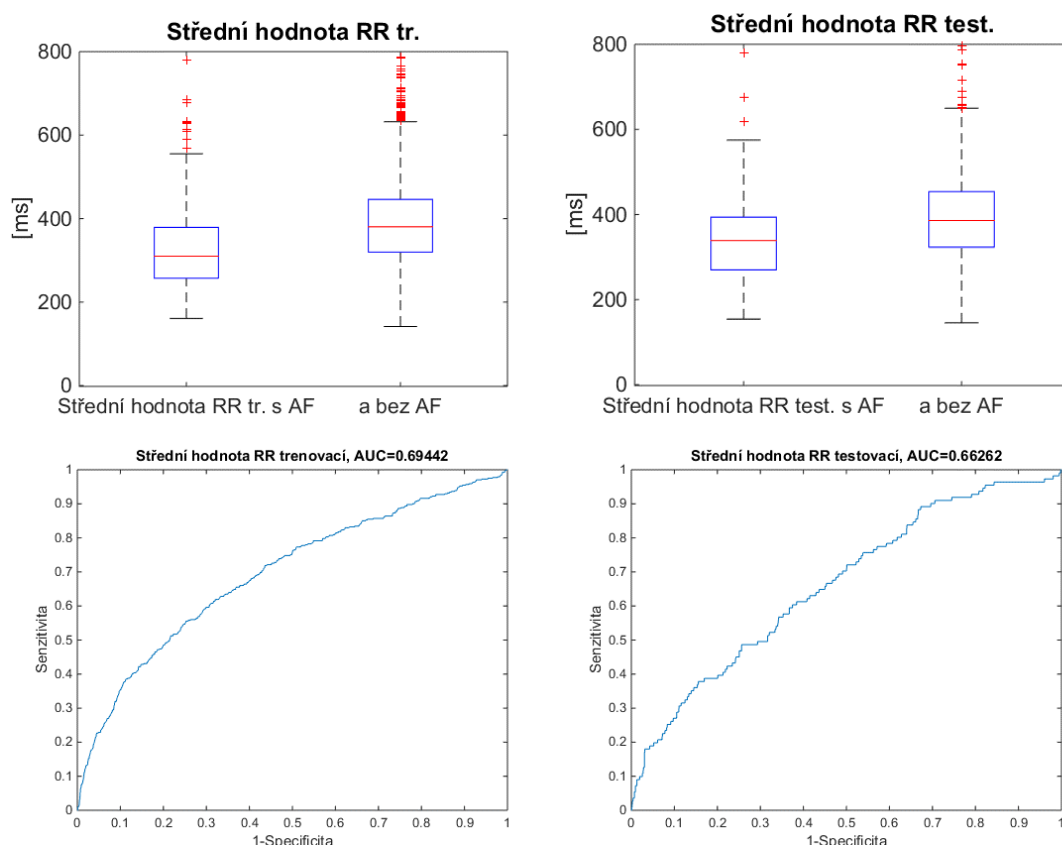 Střední hodnota RR tr.
800
600
400
200
0
[ms]
Střední hodnota RR tr. s AF
a bez AF
Střední hodnota RR test.
800
600
400
200
0
[ms]
Střední hodnota RR test. s AF
a bez AF
Střední hodnota RR trenovací, AUC=0.69442
1
0.9
0.8
0.7
0.6
0.5
0.4
0.3
0.2
0.1
0
Senzitivita
0 0.1 0.2 0.3 0.4 0.5 0.6 0.7 0.8 0.9 1
1-Specificita
Střední hodnota RR testovací, AUC=0.66262
1
0.9
0.8
0.7
0.6
0.5
0.4
0.3
0.2
0.1
0
Senzitivita
0 0.1 0.2 0.3 0.4 0.5 0.6 0.7 0.8 0.9 1
1-Specificita